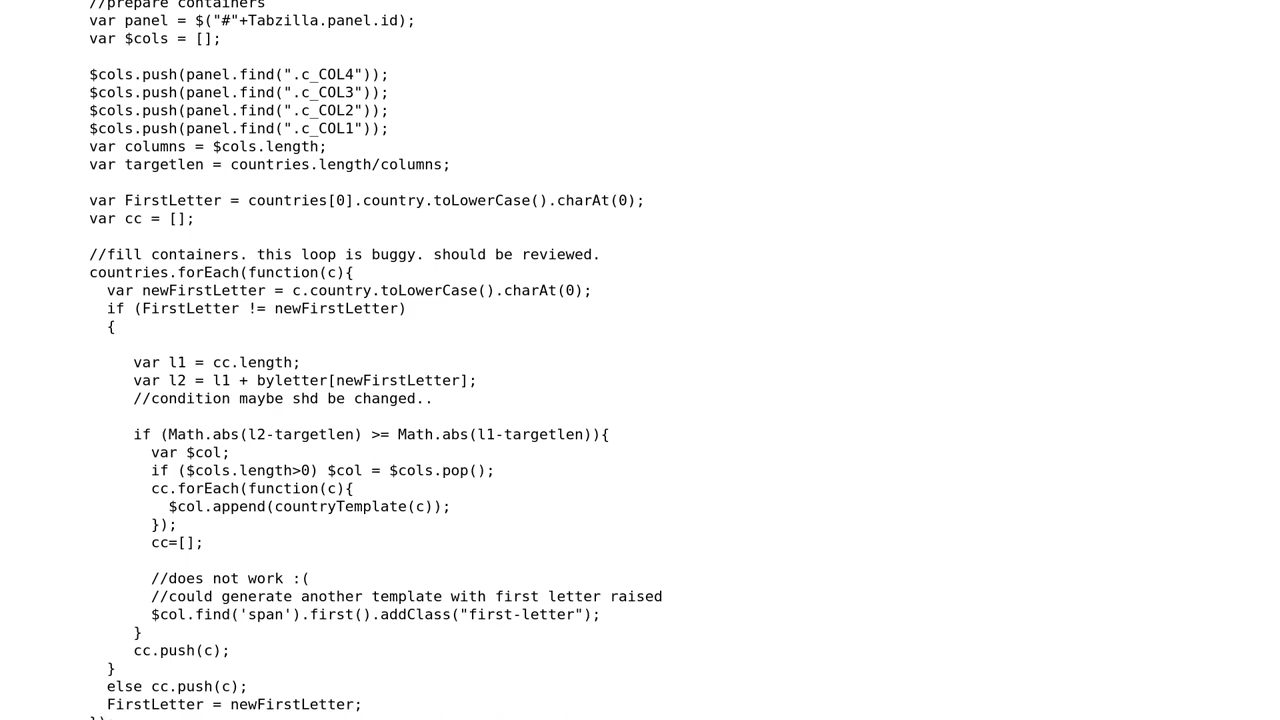 //prepare containers
var panel = $("#"+Tabzilla.panel.id);
var $cols = [];

$cols.push(panel.find(".c_COL4"));
$cols.push(panel.find(".c_COL3"));
$cols.push(panel.find(".c_COL2"));
$cols.push(panel.find(".c_COL1"));
var columns = $cols.length;
var targetlen = countries.length/columns;

var FirstLetter = countries[0].country.toLowerCase().charAt(0);
var cc = [];

//fill containers. this loop is buggy. should be reviewed.
countries.forEach(function(c){
  var newFirstLetter = c.country.toLowerCase().charAt(0);
  if (FirstLetter != newFirstLetter)
  {

     var l1 = cc.length;
     var l2 = l1 + byletter[newFirstLetter];
     //condition maybe shd be changed..

     if (Math.abs(l2-targetlen) >= Math.abs(l1-targetlen)){
       var $col;
       if ($cols.length>0) $col = $cols.pop();
       cc.forEach(function(c){
         $col.append(countryTemplate(c));
       });
       cc=[];

       //does not work :(
       //could generate another template with first letter raised
       $col.find('span').first().addClass("first-letter");
     }
     cc.push(c);
  }
  else cc.push(c);
  FirstLetter = newFirstLetter;
});